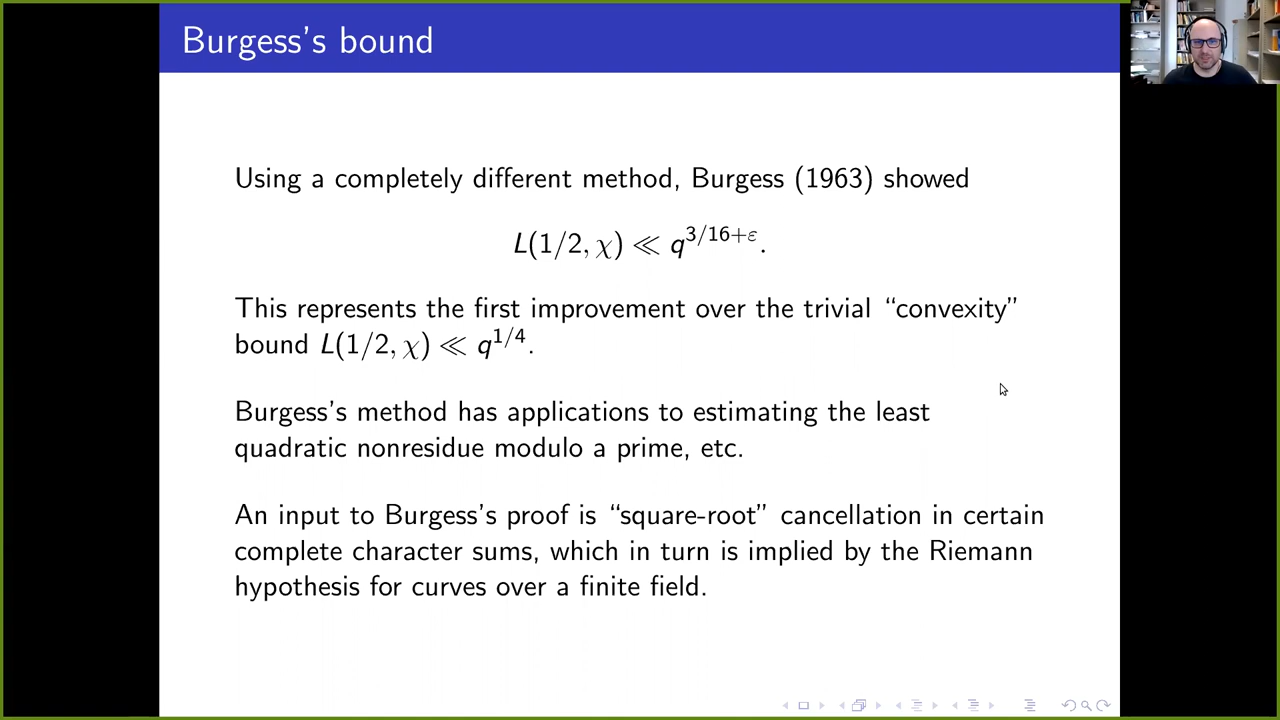 Burgess's bound
Using a completely different method, Burgess (1963) showed
L(1/2, χ) ≪ q^{3/16+ε}.
This represents the first improvement over the trivial “convexity”
bound L(1/2, χ) ≪ q^{1/4}.
Burgess's method has applications to estimating the least
quadratic nonresidue modulo a prime, etc.
An input to Burgess's proof is “square-root” cancellation in certain
complete character sums, which in turn is implied by the Riemann
hypothesis for curves over a finite field.